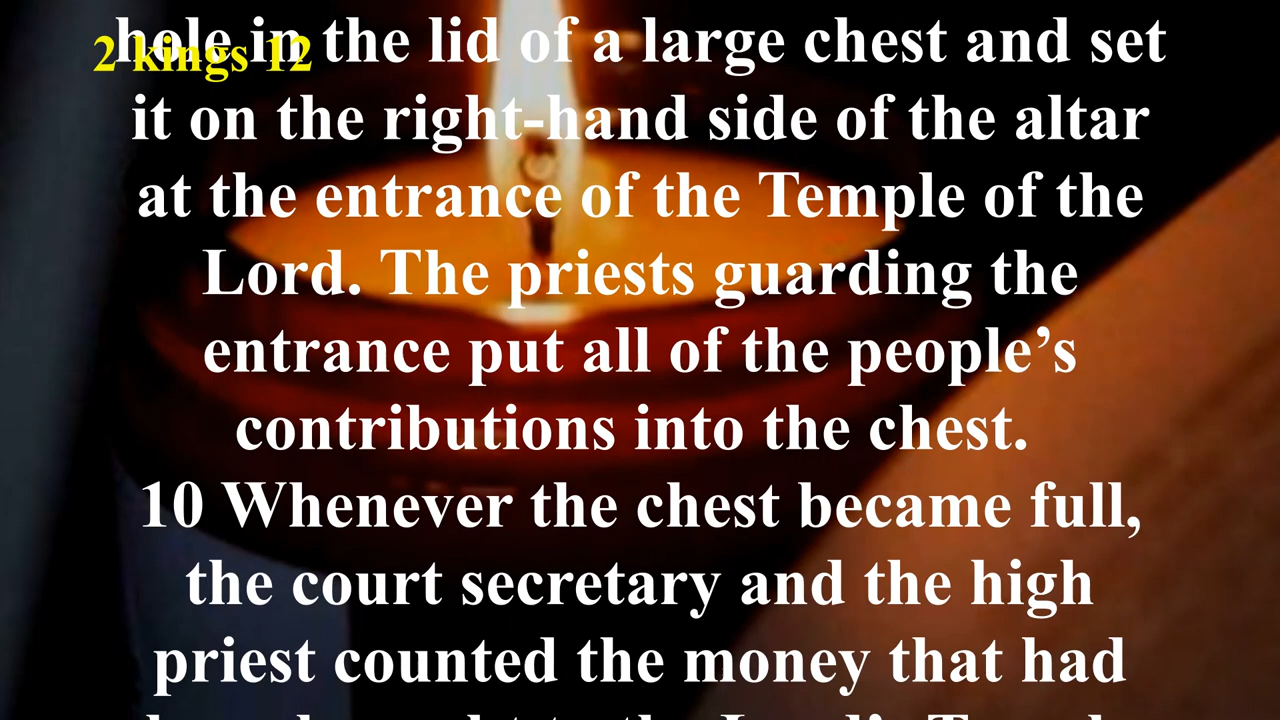 2 kings 12
hole in the lid of a large chest and set
it on the right-hand side of the altar
at the entrance of the Temple of the
Lord. The priests guarding the
entrance put all of the people’s
contributions into the chest.
10 Whenever the chest became full,
the court secretary and the high
priest counted the money that had